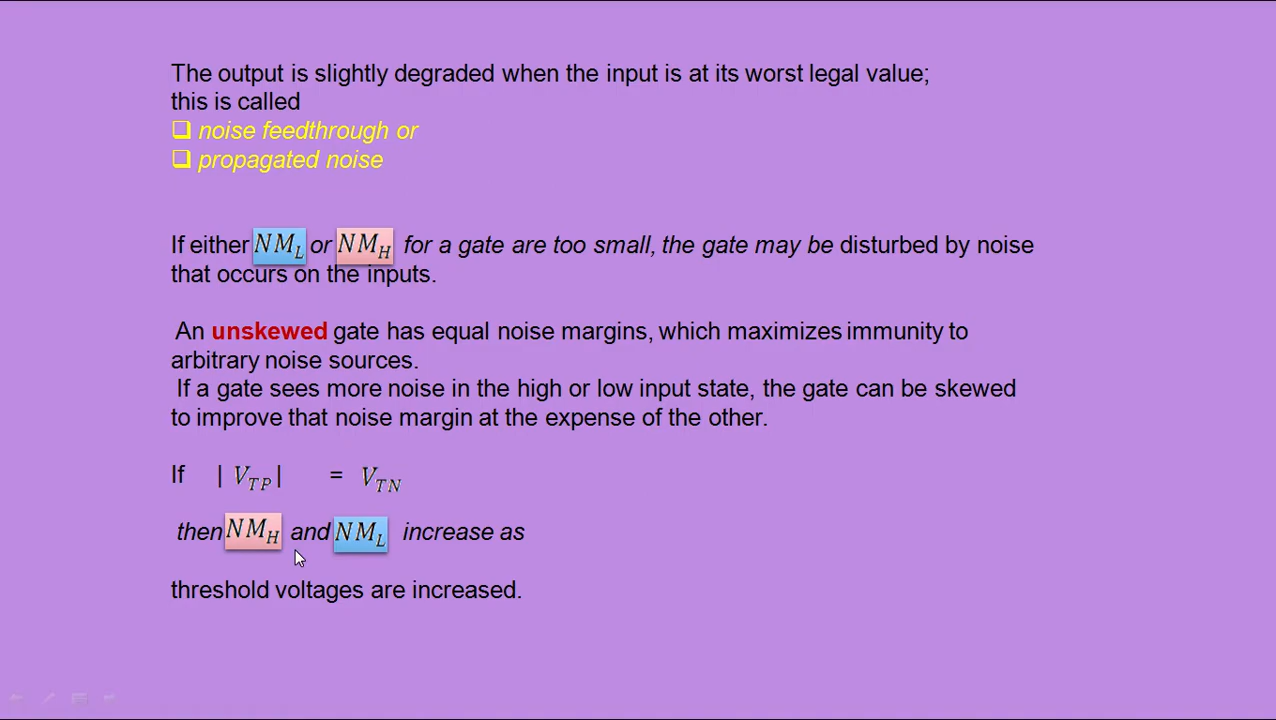 The output is slightly degraded when the input is at its worst legal value;
this is called
❑ noise feedthrough or
❑ propagated noise
If either NM_L or NM_H for a gate are too small, the gate may be disturbed by noise
that occurs on the inputs.
An unskewed gate has equal noise margins, which maximizes immunity to
arbitrary noise sources.
If a gate sees more noise in the high or low input state, the gate can be skewed
to improve that noise margin at the expense of the other.
If | V_TP | = V_TN
then NM_H and NM_L increase as
threshold voltages are increased.